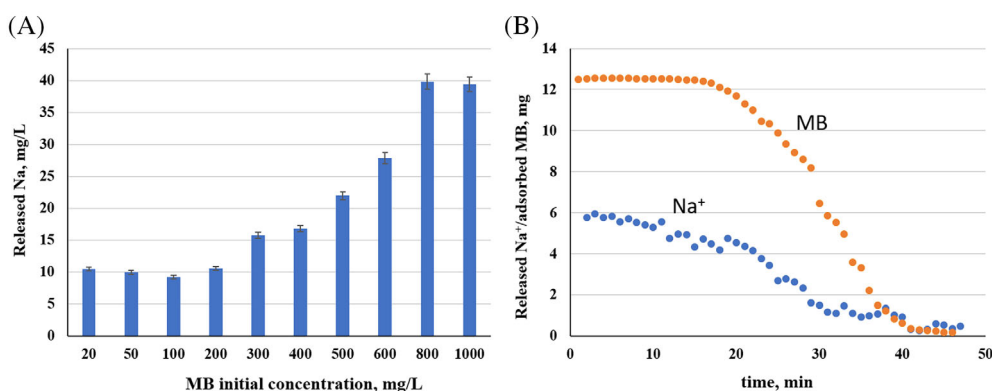 (A)
45
40
35
30
25
20
15
10
5
0
Released Na, mg/L
20 50 100 200 300 400 500 600 800 1000
MB initial concentration, mg/L
(B)
14
12
10
8
6
4
2
0
Released Na⁺/adsorbed MB, mg
MB
Na⁺
0 10 20 30 40 50
time, min